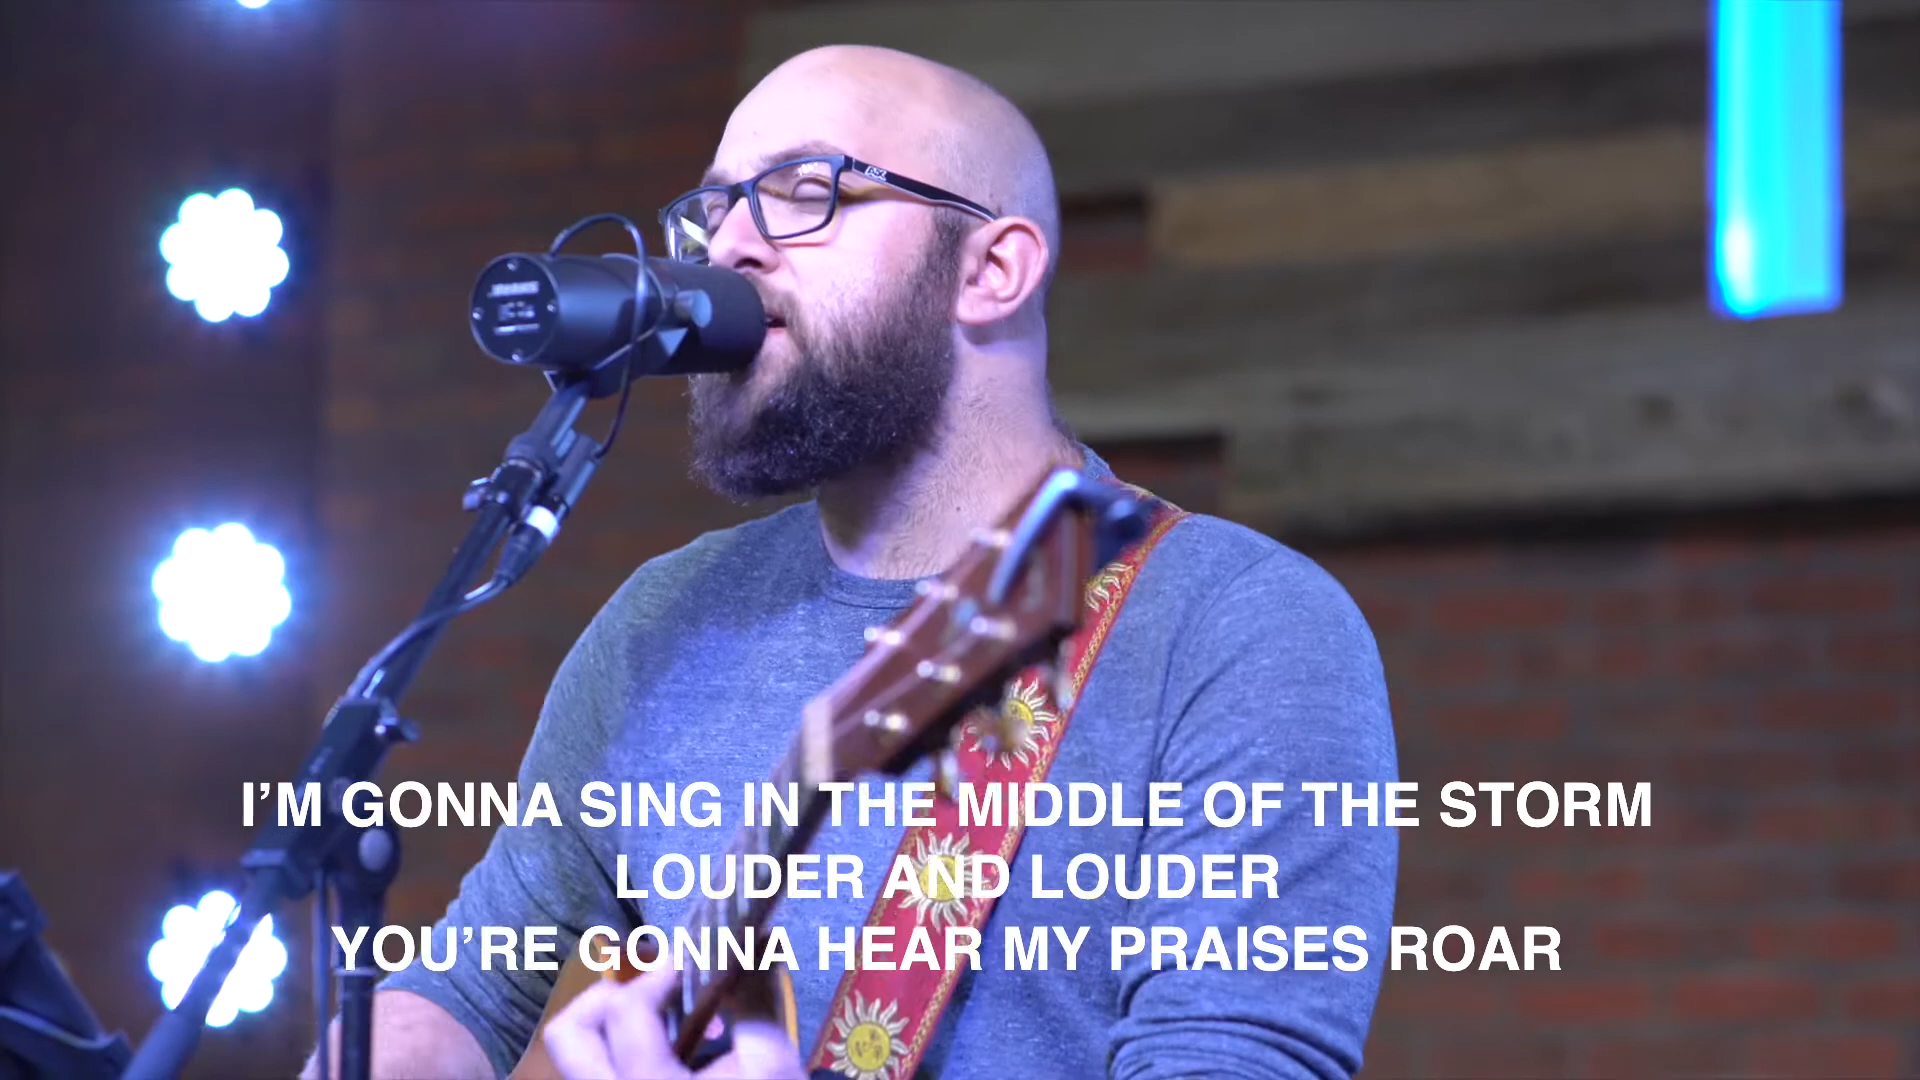 I’M GONNA SING IN THE MIDDLE OF THE STORM
LOUDER AND LOUDER
YOU’RE GONNA HEAR MY PRAISES ROAR